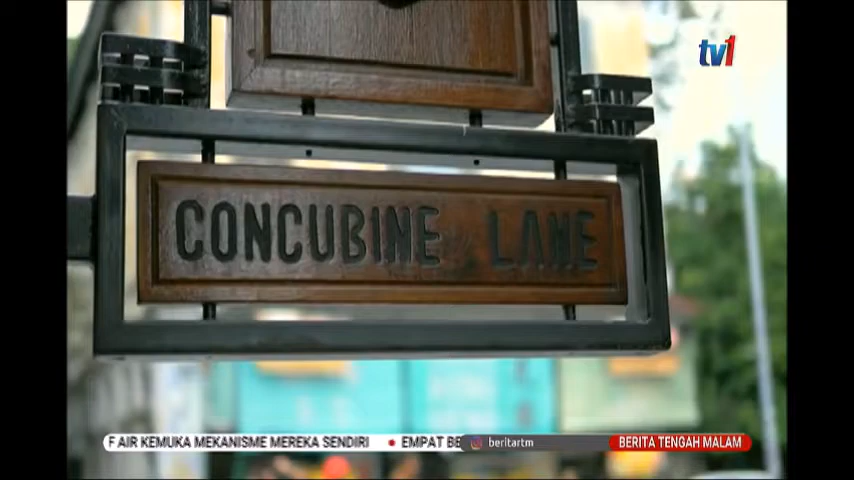 tv1
CONCUBINE LANE
F AIR KEMUKA MEKANISME MEREKA SENDIRI
EMPAT BE
beritartm
BERITA TENGAH MALAM